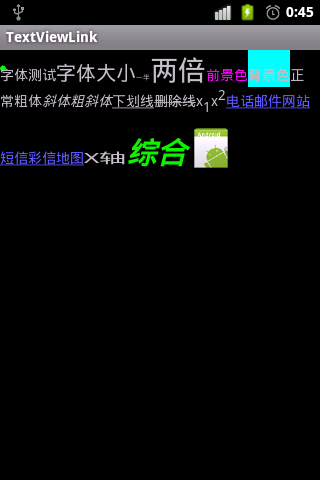 0:45
TextViewLink
字体测试字体大小一半两倍前景色背景色正
常粗体斜体粗斜体下划线删除线x1x2电话邮件网站
短信彩信地图X轴综合
Android